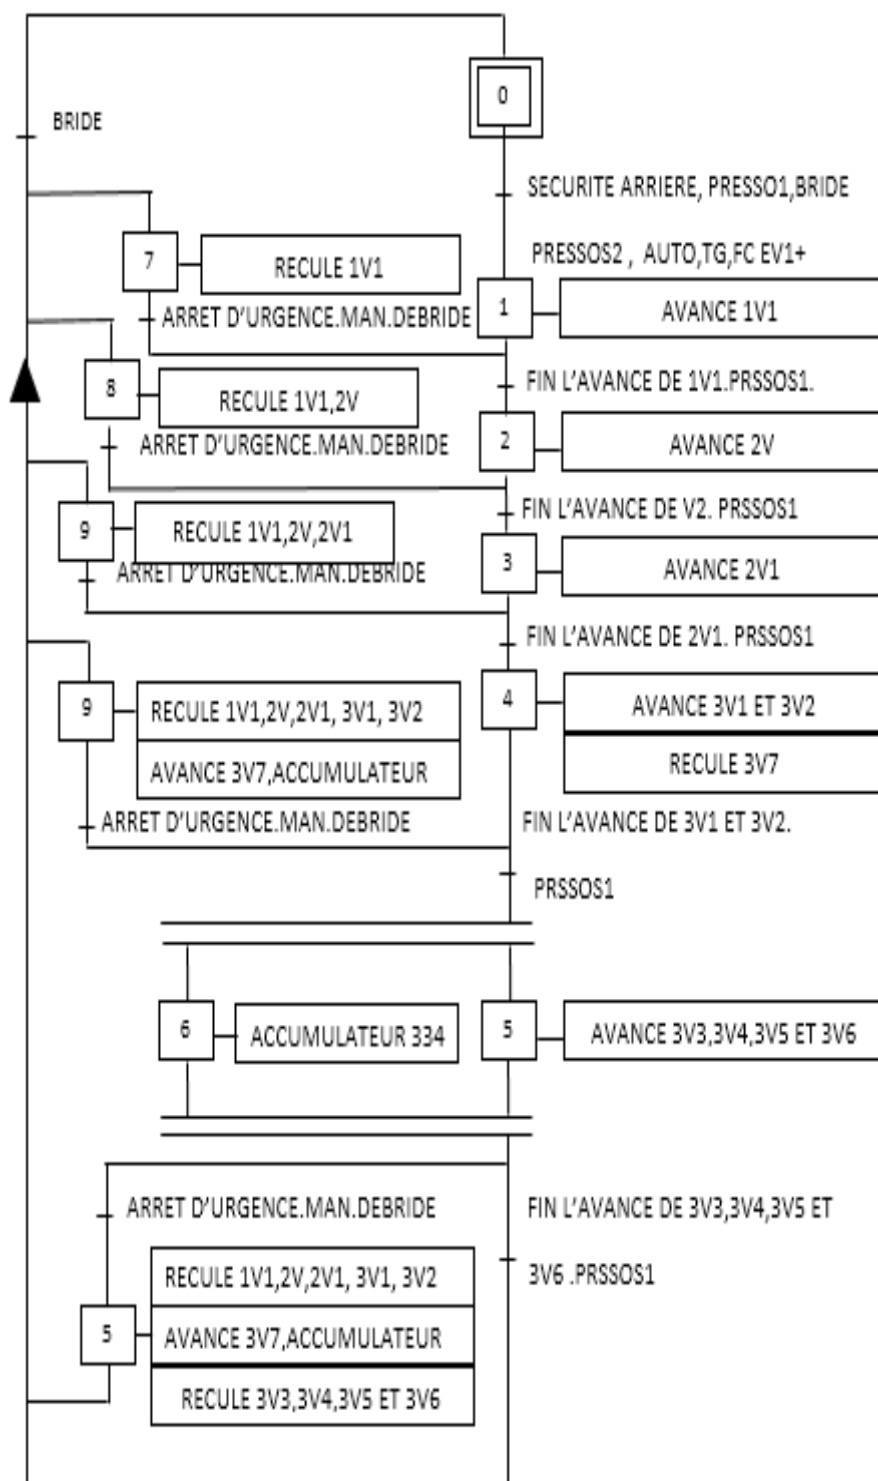 0
BRIDE
SECURITE ARRIERE, PRESSO1,BRIDE
PRESSOS2 , AUTO,TG,FC EV1+
7
RECULE 1V1
1
AVANCE 1V1
ARRET D'URGENCE.MAN.DEBRIDE
8
RECULE 1V1,2V
FIN L'AVANCE DE 1V1.PRSSOS1.
2
AVANCE 2V
ARRET D'URGENCE.MAN.DEBRIDE
9
RECULE 1V1,2V,2V1
FIN L'AVANCE DE V2. PRSSOS1
3
AVANCE 2V1
ARRET D'URGENCE.MAN.DEBRIDE
FIN L'AVANCE DE 2V1. PRSSOS1
9
RECULE 1V1,2V,2V1, 3V1, 3V2
AVANCE 3V7,ACCUMULATEUR
4
AVANCE 3V1 ET 3V2
RECULE 3V7
ARRET D'URGENCE.MAN.DEBRIDE
FIN L'AVANCE DE 3V1 ET 3V2.
PRSSOS1
6
ACCUMULATEUR 334
5
AVANCE 3V3,3V4,3V5 ET 3V6
ARRET D'URGENCE.MAN.DEBRIDE
FIN L'AVANCE DE 3V3,3V4,3V5 ET
3V6 .PRSSOS1
5
RECULE 1V1,2V,2V1, 3V1, 3V2
AVANCE 3V7,ACCUMULATEUR
RECULE 3V3,3V4,3V5 ET 3V6